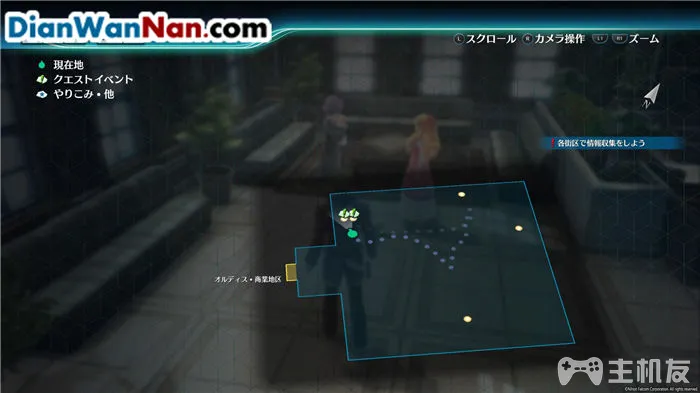 DianWanNan.com
Ⓛスクロール Ⓡカメラ操作 L1 R1 ズーム
現在地
クエストイベント
やりこみ・他
N
! 各街区で情報収集をしよう
オルディス・商業地区
主机友
©Nihon Falcom Corporation. All rights reserved.